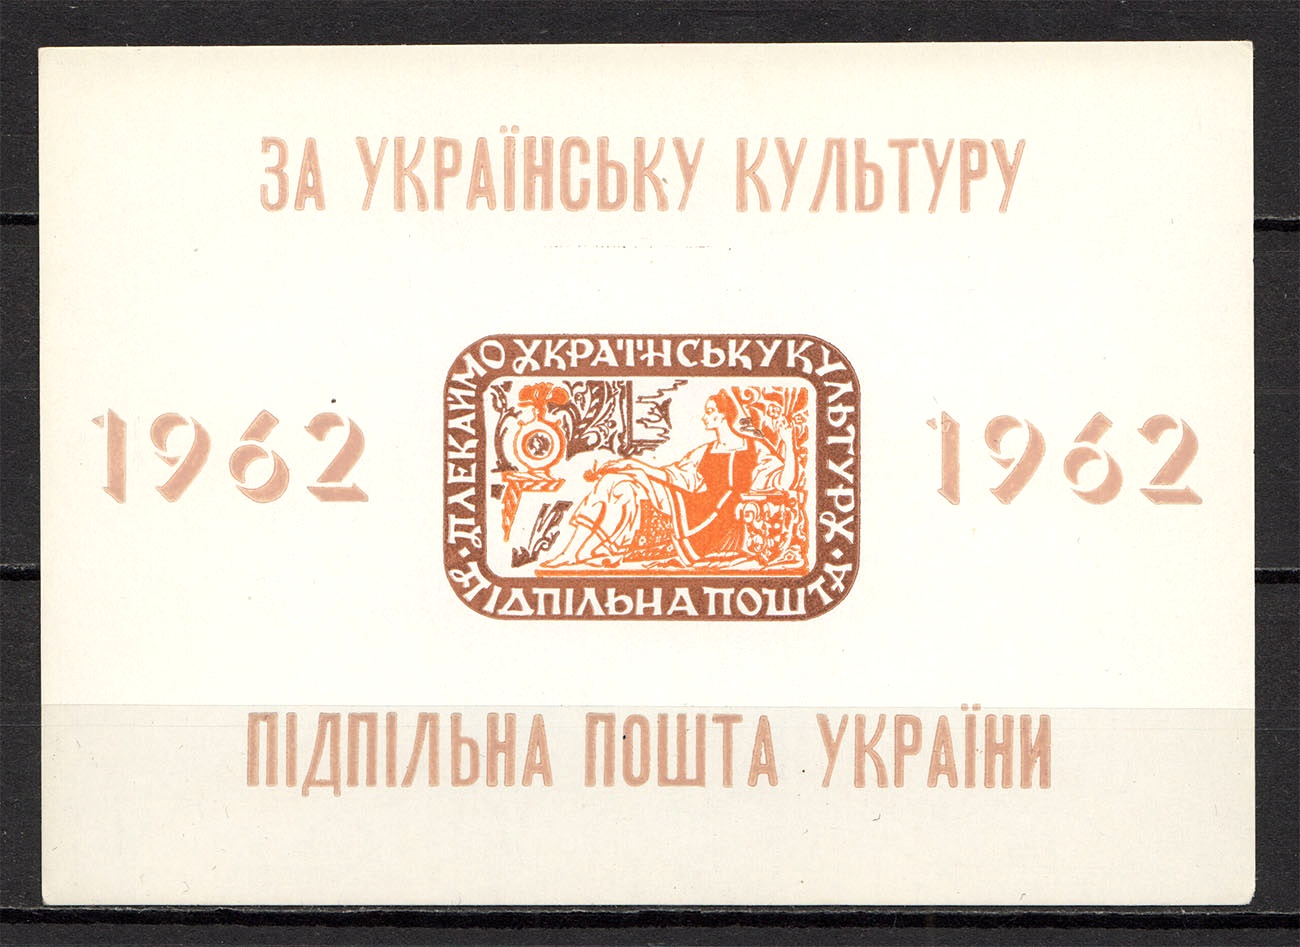 ЗА УКРАЇНСЬКУ КУЛЬТУРУ
1962
1962
ПЛЕКАЙМО УКРАЇНСЬКУ КУЛЬТУРУ
ПІДПІЛЬНА ПОШТА
ПІДПІЛЬНА ПОШТА УКРАЇНИ